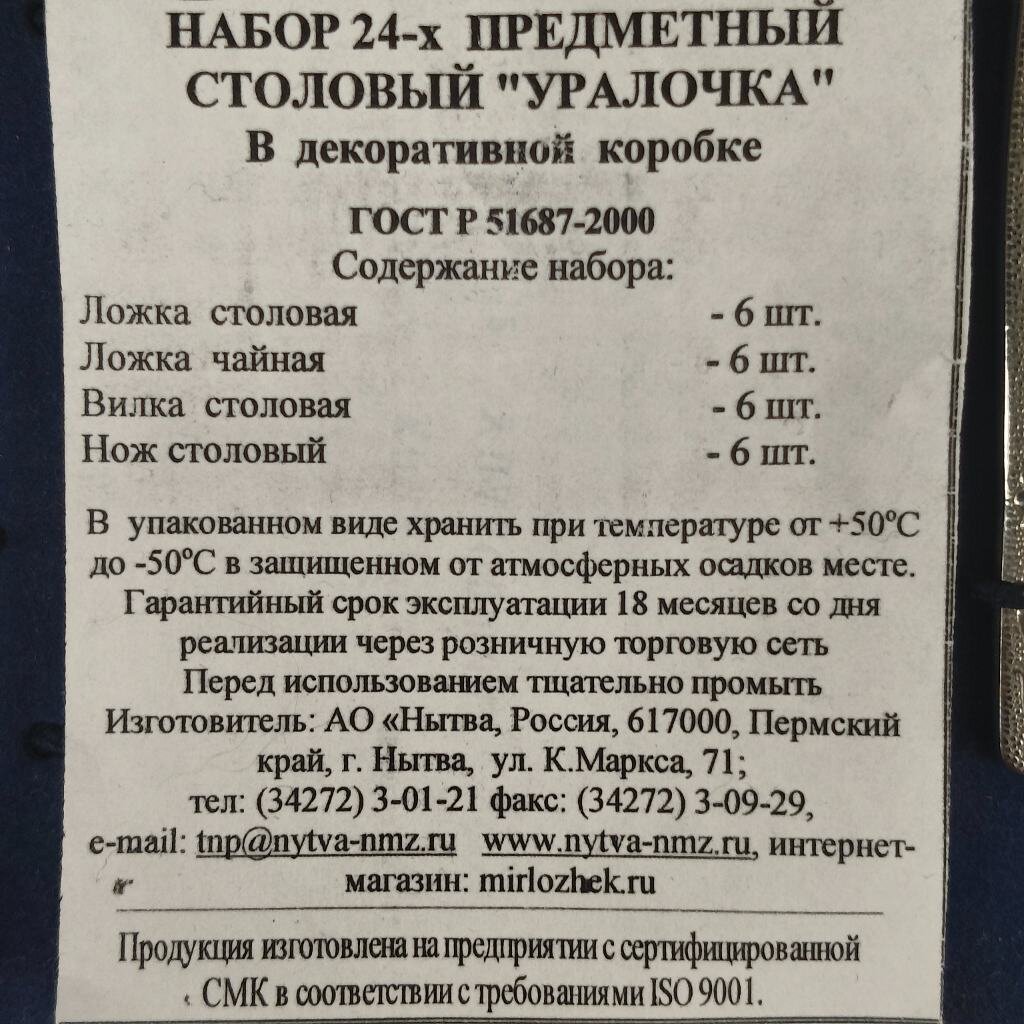 НАБОР 24-х ПРЕДМЕТНЫЙ
СТОЛОВЫЙ "УРАЛОЧКА"
В декоративной коробке
ГОСТ Р 51687-2000
Содержание набора:
Ложка столовая - 6 шт.
Ложка чайная - 6 шт.
Вилка столовая - 6 шт.
Нож столовый - 6 шт.
В упакованном виде хранить при температуре от +50ºС
до -50ºС в защищенном от атмосферных осадков месте.
Гарантийный срок эксплуатации 18 месяцев со дня
реализации через розничную торговую сеть
Перед использованием тщательно промыть
Изготовитель: АО «Нытва, Россия, 617000, Пермский
край, г. Нытва, ул. К.Маркса, 71;
тел: (34272) 3-01-21 факс: (34272) 3-09-29,
e-mail: tnp@nytva-nmz.ru www.nytva-nmz.ru, интернет-
магазин: mirlozhek.ru
Продукция изготовлена на предприятии с сертифицированной
СМК в соответствии с требованиями ISO 9001.